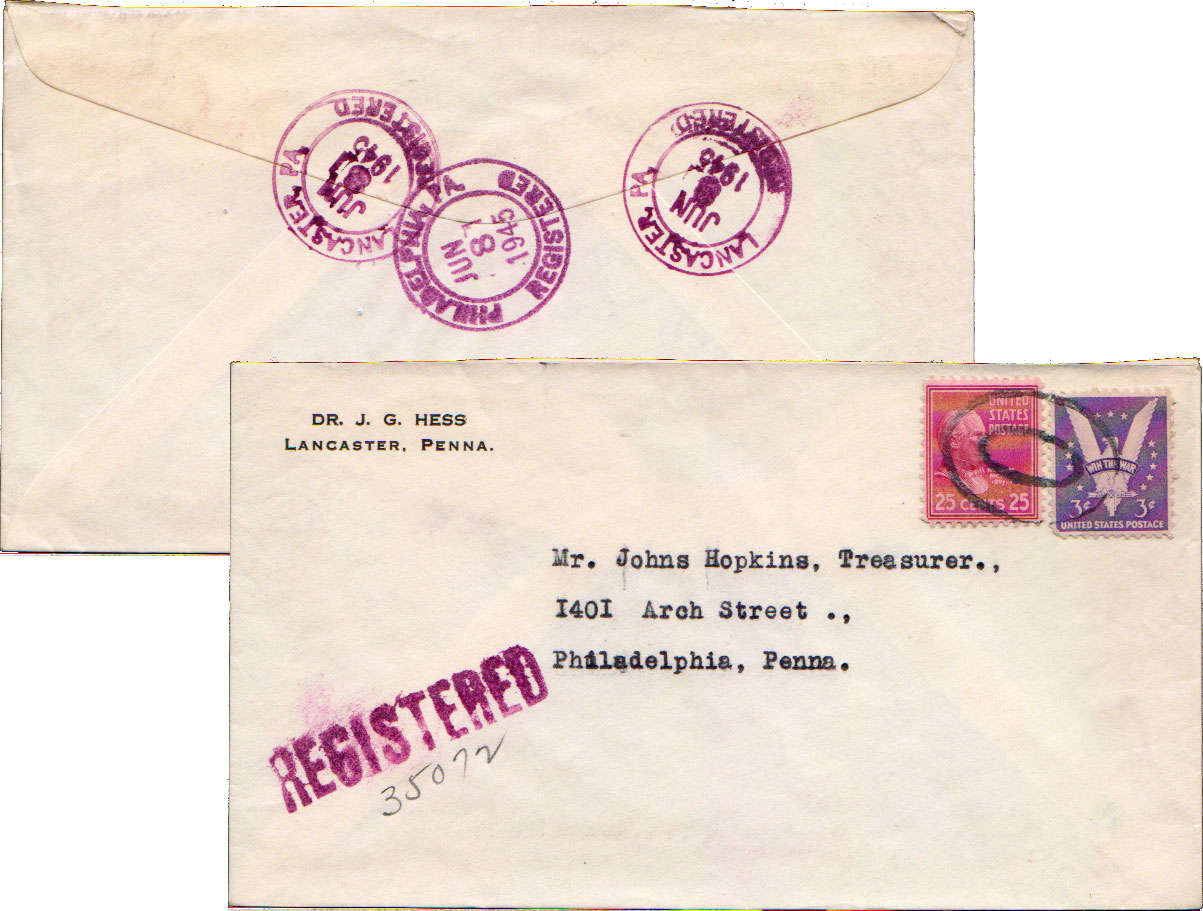 LANCASTER, PA REGISTERED
JUN
1945
PHILADELPHIA, PA. REGISTERED
JUN
8
1945
LANCASTER, PA REGISTERED
JUN
1945
DR. J. G. HESS
LANCASTER, PENNA.
UNITED
STATES
POSTAGE
25 CENTS 25
WIN THE WAR
3¢ 3¢
UNITED STATES POSTAGE
Mr. Johns Hopkins, Treasurer.,
1401 Arch Street .,
Philadelphia, Penna.
REGISTERED
35072